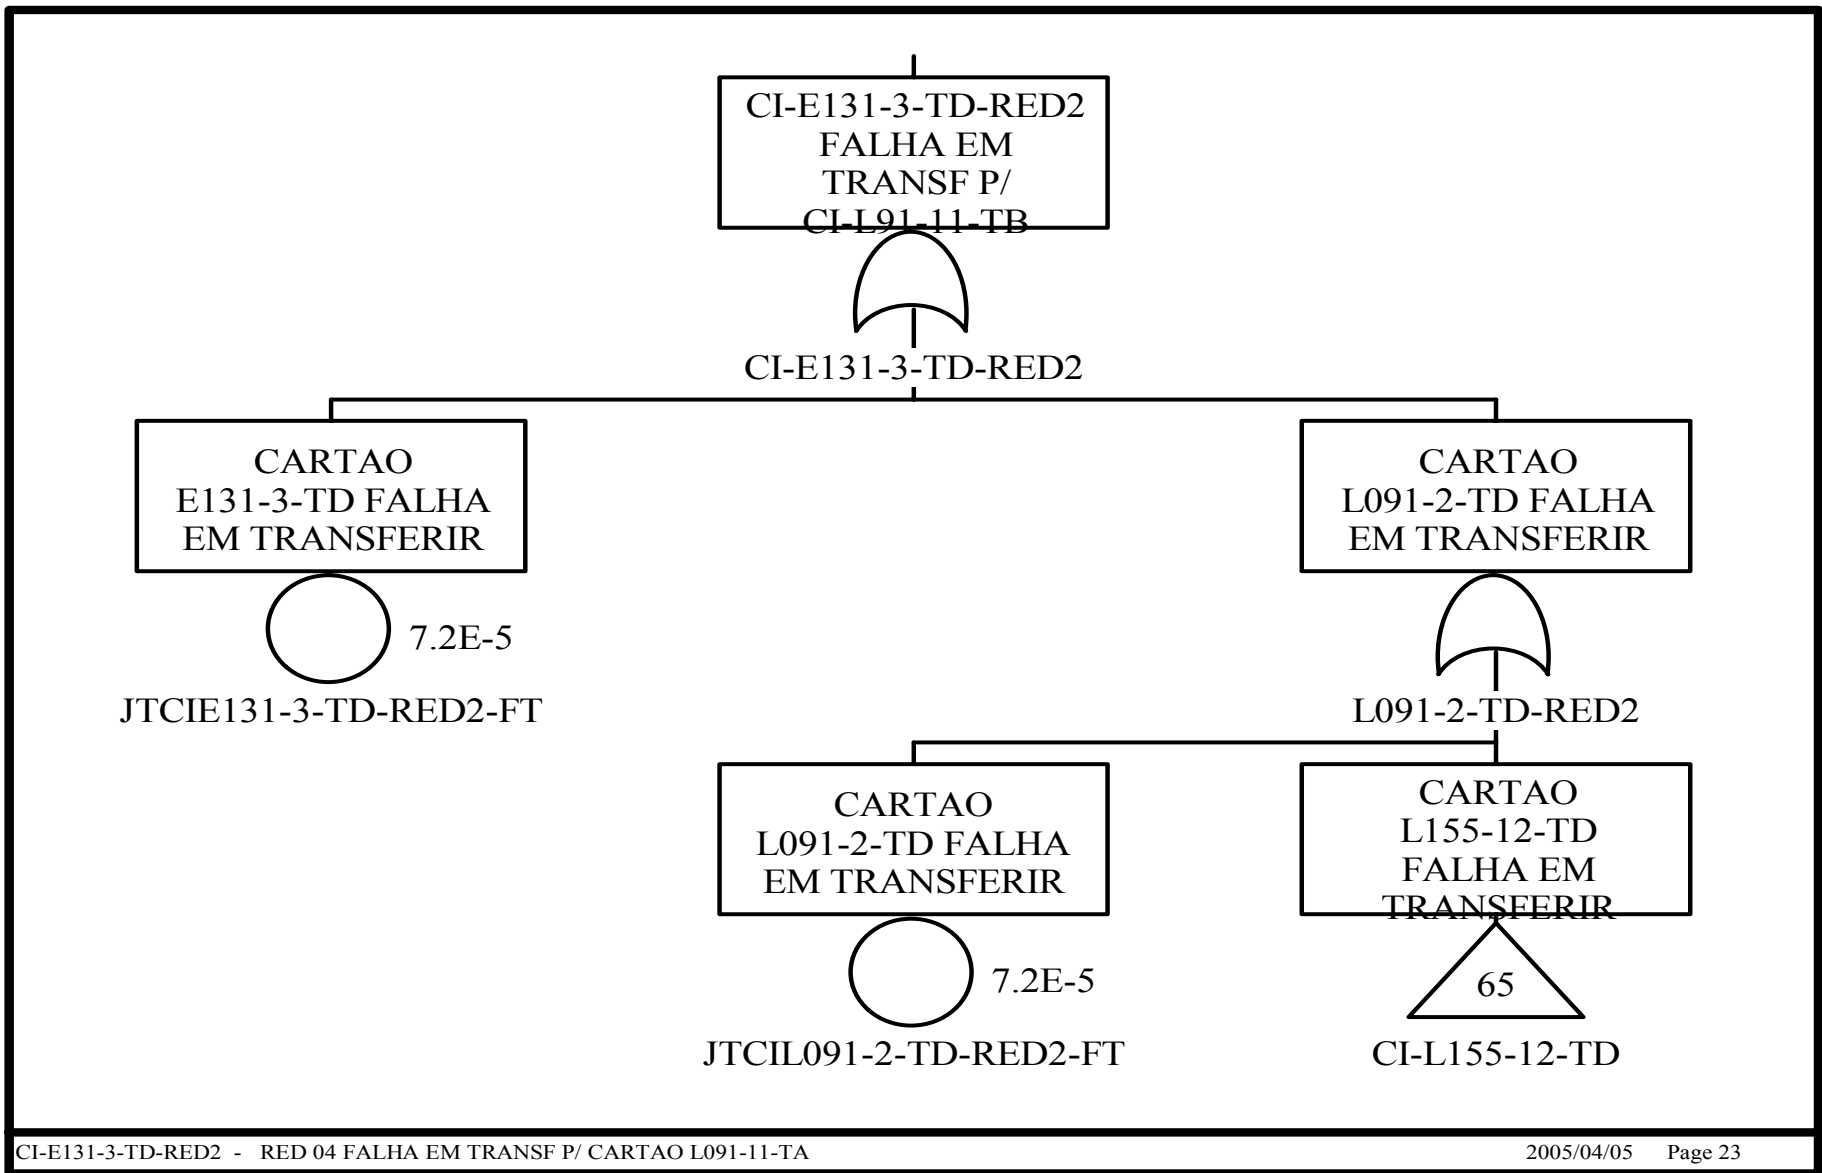 CI-E131-3-TD-RED2
FALHA EM
TRANSF P/
CI-L91-11-TB
CI-E131-3-TD-RED2
CARTAO
E131-3-TD FALHA
EM TRANSFERIR
7.2E-5
JTCIE131-3-TD-RED2-FT
CARTAO
L091-2-TD FALHA
EM TRANSFERIR
L091-2-TD-RED2
CARTAO
L091-2-TD FALHA
EM TRANSFERIR
7.2E-5
JTCIL091-2-TD-RED2-FT
CARTAO
L155-12-TD
FALHA EM
TRANSFERIR
65
CI-L155-12-TD
CI-E131-3-TD-RED2 - RED 04 FALHA EM TRANSF P/ CARTAO L091-11-TA
2005/04/05 Page 23